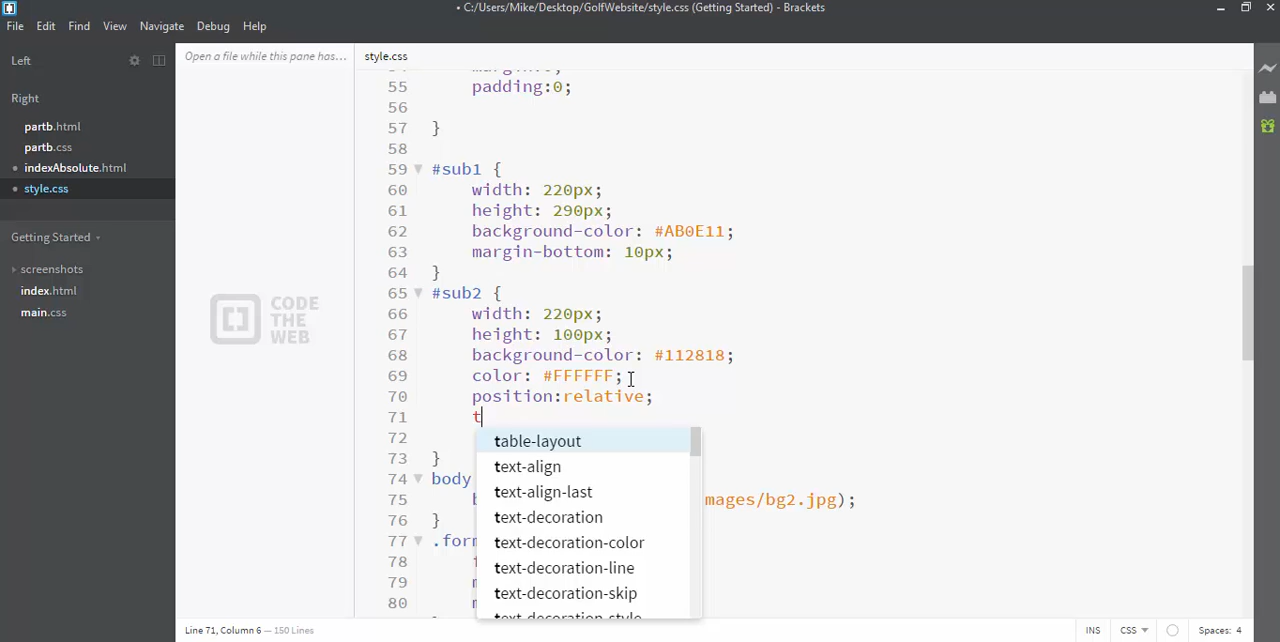 • C:/Users/Mike/Desktop/GolfWebsite/style.css (Getting Started) - Brackets
File Edit Find View Navigate Debug Help
Left
Open a file while this pane has...
style.css
Right
partb.html
partb.css
• indexAbsolute.html
• style.css
Getting Started
screenshots
index.html
main.css
CODE
THE
WEB
55 padding:0;
56
57 }
58
59 #sub1 {
60 width: 220px;
61 height: 290px;
62 background-color: #AB0E11;
63 margin-bottom: 10px;
64 }
65 #sub2 {
66 width: 220px;
67 height: 100px;
68 background-color: #112818;
69 color: #FFFFFF;
70 position:relative;
71 t
72
73 }
74 body
75 mages/bg2.jpg);
76 }
77 .form
78
79
80
table-layout
text-align
text-align-last
text-decoration
text-decoration-color
text-decoration-line
text-decoration-skip
text-decoration-style
Line 71, Column 6 — 150 Lines
INS CSS Spaces: 4